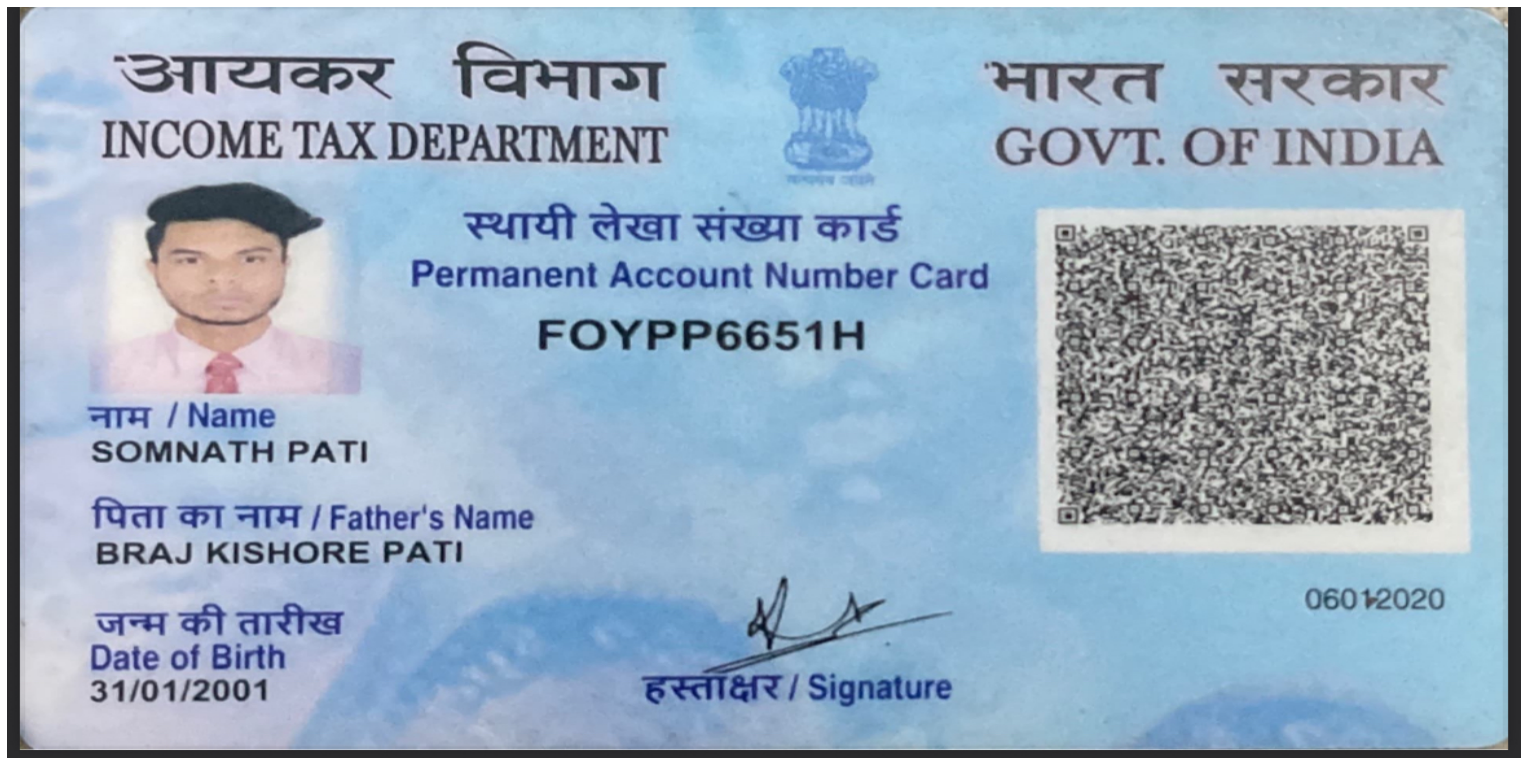 आयकर विभाग
INCOME TAX DEPARTMENT
भारत सरकार
GOVT. OF INDIA
स्थायी लेखा संख्या कार्ड
Permanent Account Number Card
FOYPP6651H
नाम / Name
SOMNATH PATI
पिता का नाम / Father's Name
BRAJ KISHORE PATI
जन्म की तारीख
Date of Birth
31/01/2001
हस्ताक्षर / Signature
06012020